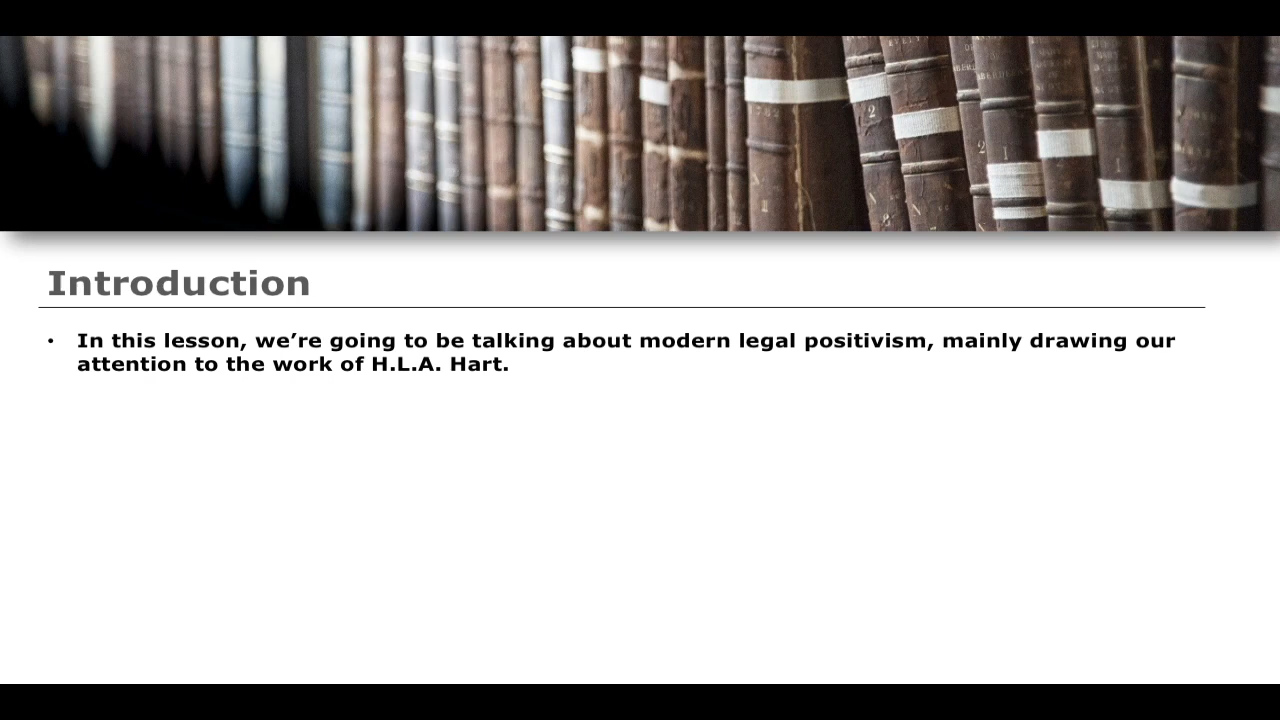 Introduction
• In this lesson, we’re going to be talking about modern legal positivism, mainly drawing our
attention to the work of H.L.A. Hart.